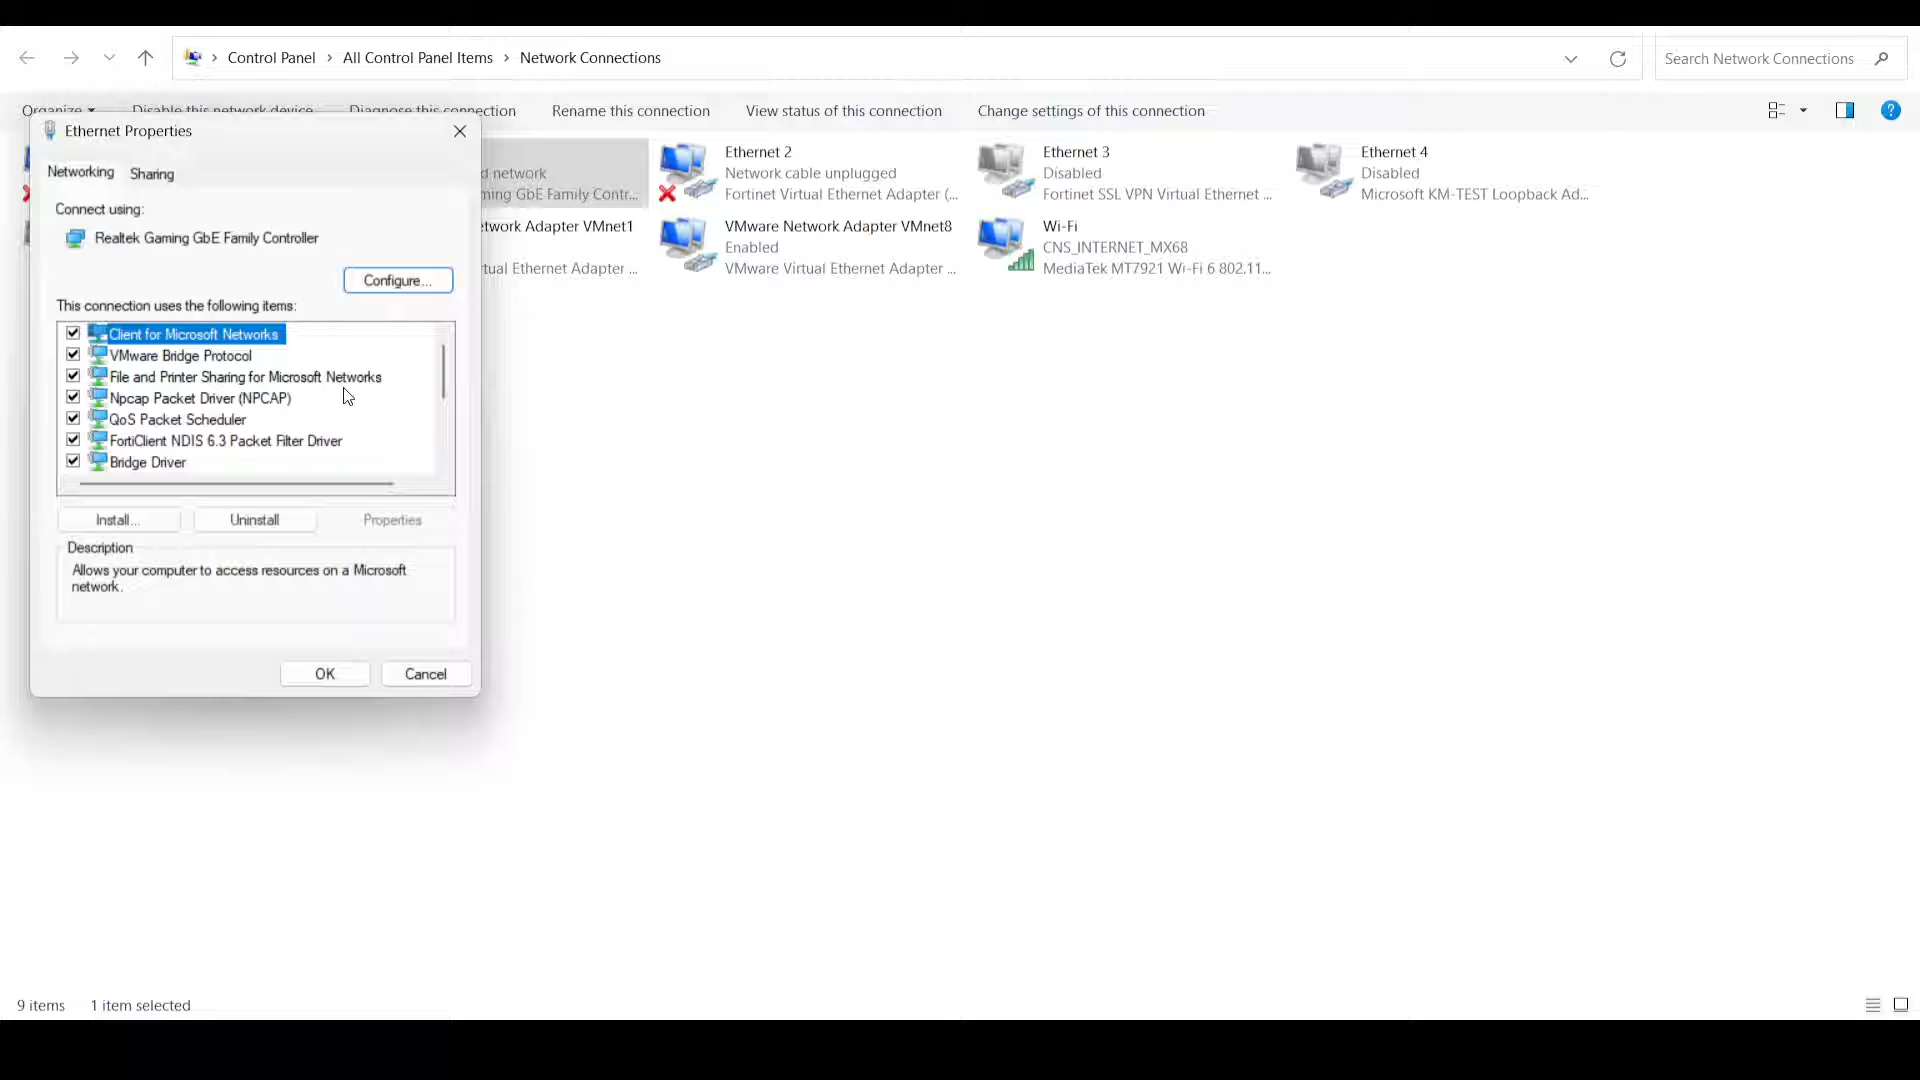 Control Panel > All Control Panel Items > Network Connections
Search Network Connections
Organize Disable this network device Diagnose this connection Rename this connection View status of this connection Change settings of this connection
Ethernet Properties
Networking Sharing
Connect using:
Realtek Gaming GbE Family Controller
Configure...
This connection uses the following items:
Client for Microsoft Networks
VMware Bridge Protocol
File and Printer Sharing for Microsoft Networks
Npcap Packet Driver (NPCAP)
QoS Packet Scheduler
FortiClient NDIS 6.3 Packet Filter Driver
Bridge Driver
Install... Uninstall Properties
Description
Allows your computer to access resources on a Microsoft
network.
OK Cancel
d network
ming GbE Family Contr...
Ethernet 2
Network cable unplugged
Fortinet Virtual Ethernet Adapter (...
Ethernet 3
Disabled
Fortinet SSL VPN Virtual Ethernet ...
Ethernet 4
Disabled
Microsoft KM-TEST Loopback Ad...
etwork Adapter VMnet1
tual Ethernet Adapter ...
VMware Network Adapter VMnet8
Enabled
VMware Virtual Ethernet Adapter ...
Wi-Fi
CNS_INTERNET_MX68
MediaTek MT7921 Wi-Fi 6 802.11...
9 items 1 item selected